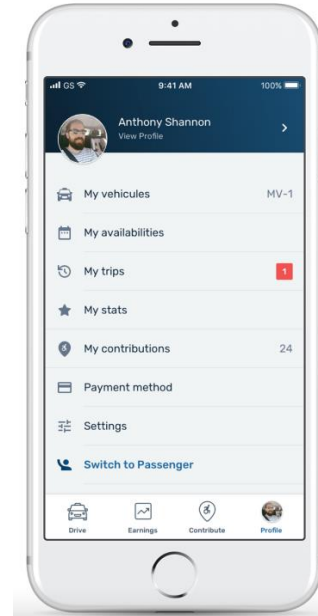 GS 9:41 AM 100%
Anthony Shannon
View Profile
My vehicules MV-1
My availabilities
My trips 1
My stats
My contributions 24
Payment method
Settings
Switch to Passenger
Drive Earnings Contribute Profile